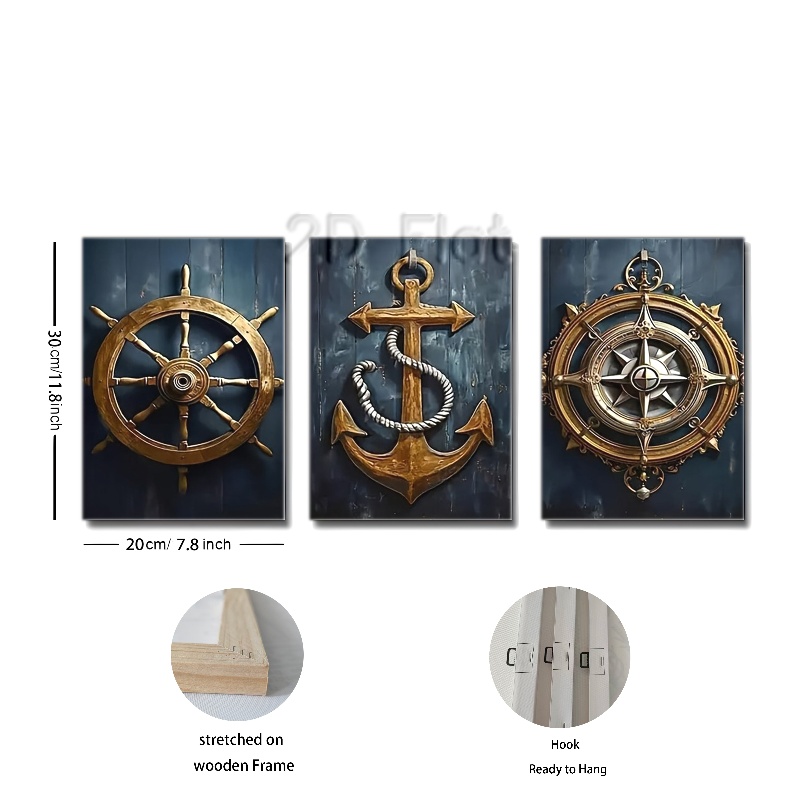 2D Flat
30cm/11.8inch
20cm/ 7.8 inch
stretched on
wooden Frame
Hook
Ready to Hang